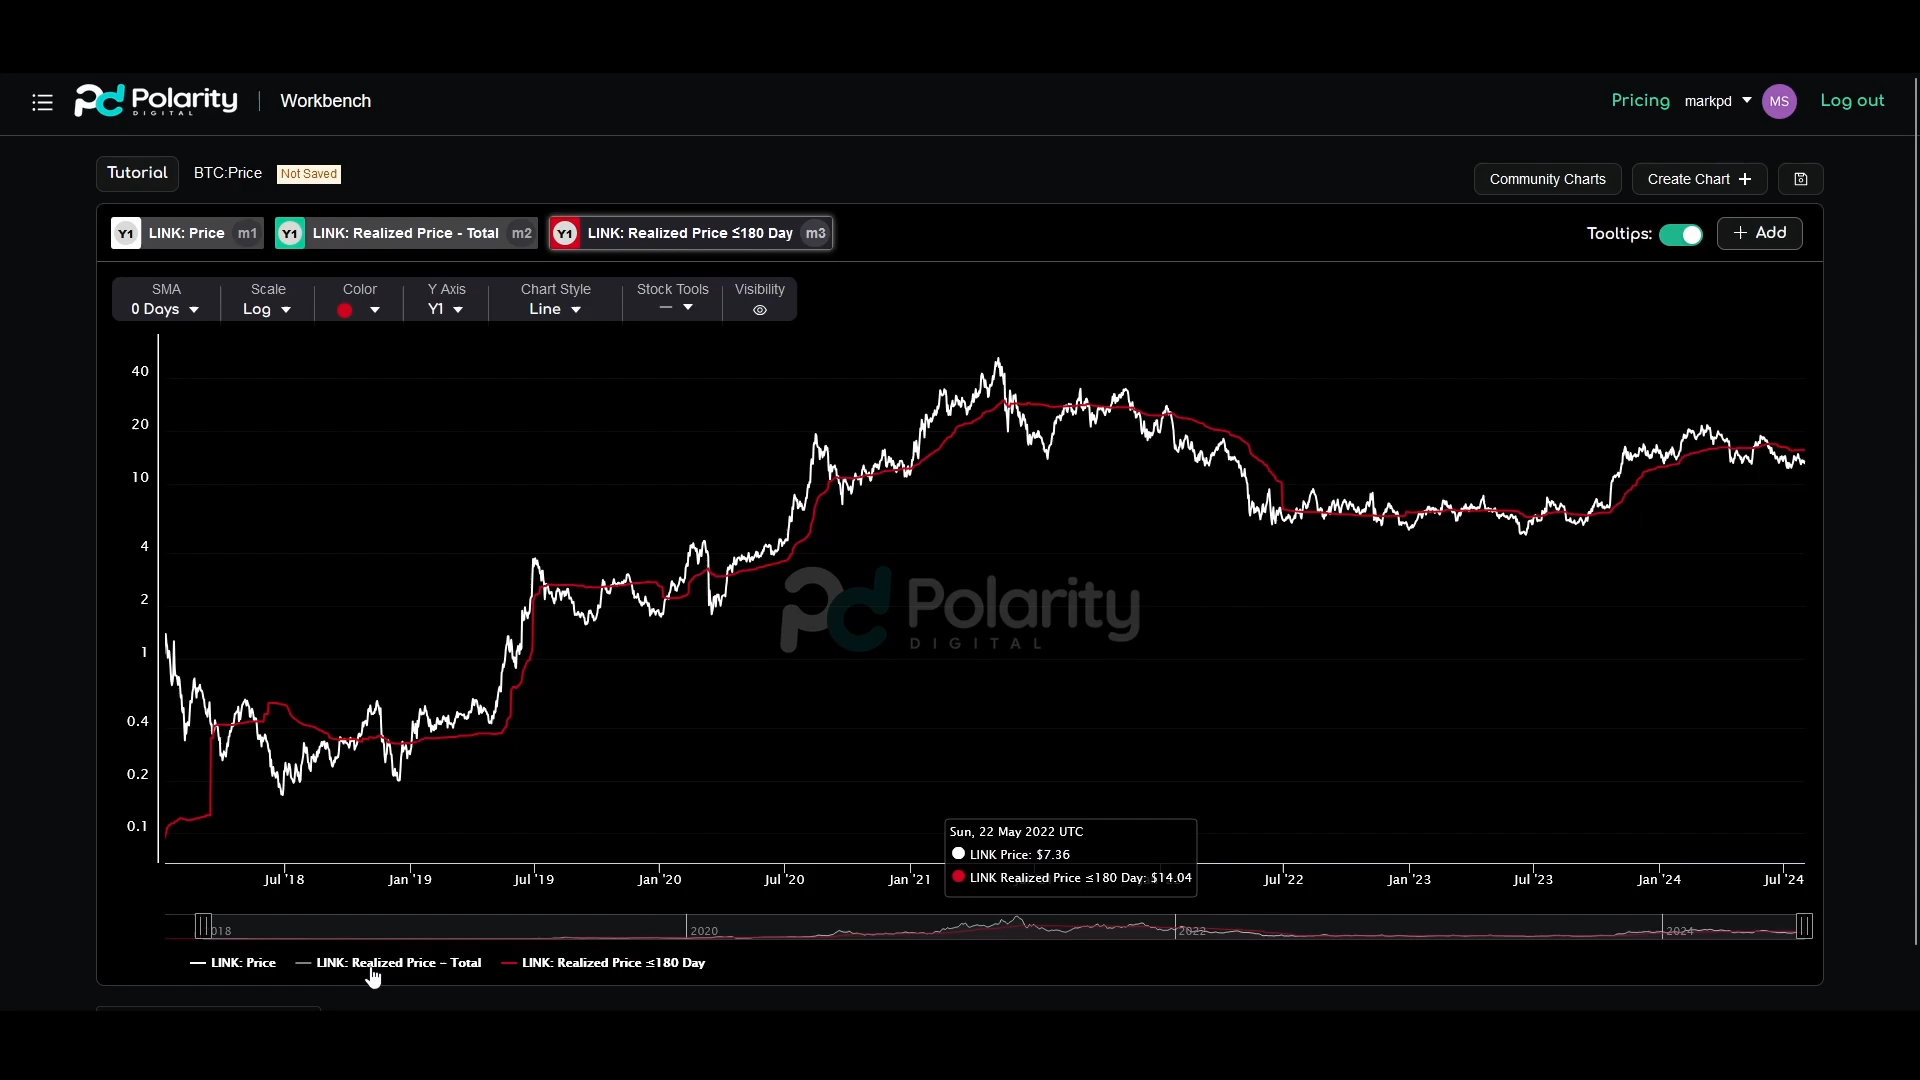 Polarity
DIGITAL
Workbench
Pricing
markpd
MS
Log out
Tutorial
BTC:Price
Not Saved
Community Charts
Create Chart +
Y1 LINK: Price m1
Y1 LINK: Realized Price - Total m2
Y1 LINK: Realized Price ≤180 Day m3
Tooltips:
+ Add
SMA
0 Days
Scale
Log
Color
Y Axis
Y1
Chart Style
Line
Stock Tools
—
Visibility
40
20
10
4
2
1
0.4
0.2
0.1
Polarity
DIGITAL
Sun, 22 May 2022 UTC
LINK Price: $7.36
LINK Realized Price ≤180 Day: $14.04
Jul '18
Jan '19
Jul '19
Jan '20
Jul '20
Jan '21
Jul '22
Jan '23
Jul '23
Jan '24
Jul '24
2020
2022
2024
LINK: Price
LINK: Realized Price – Total
LINK: Realized Price ≤180 Day